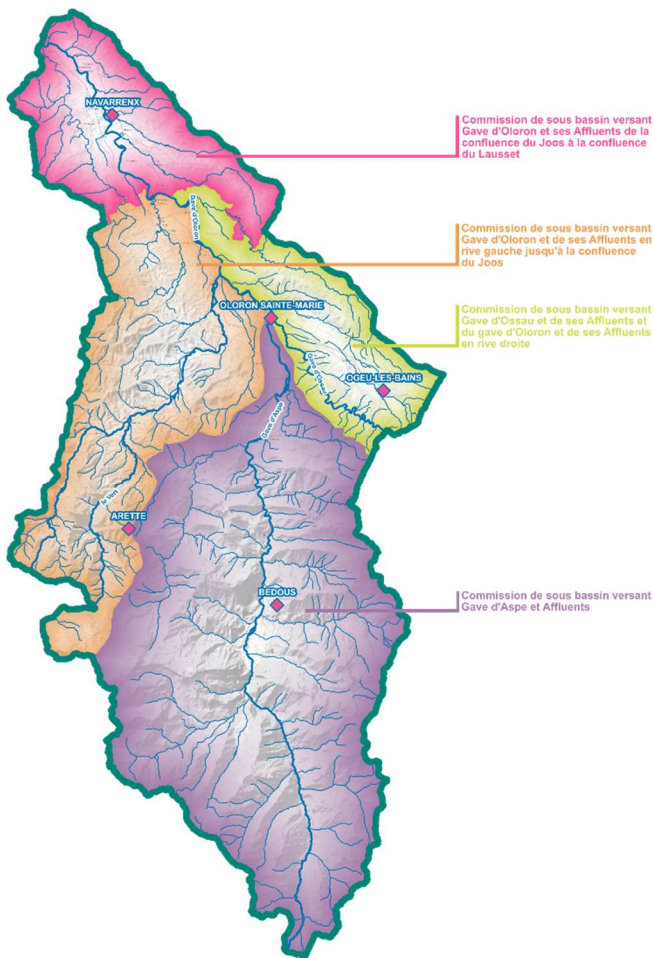 NAVARRENX
Commission de sous bassin versant
Gave d'Oloron et ses Affluents de la
confluence du Joos à la confluence
du Lausset
Gave d'Oloron
Commission de sous bassin versant
Gave d'Oloron et de ses Affluents en
rive gauche jusqu'à la confluence
du Joos
OLORON SAINTE-MARIE
Commission de sous bassin versant
Gave d'Ossau et de ses Affluents et
du gave d'Oloron et de ses Affluents
en rive droite
Gave d'Ossau
OGEU-LES-BAINS
Gave d'Aspe
le Vert
ARETTE
BEDOUS
Commission de sous bassin versant
Gave d'Aspe et Affluents